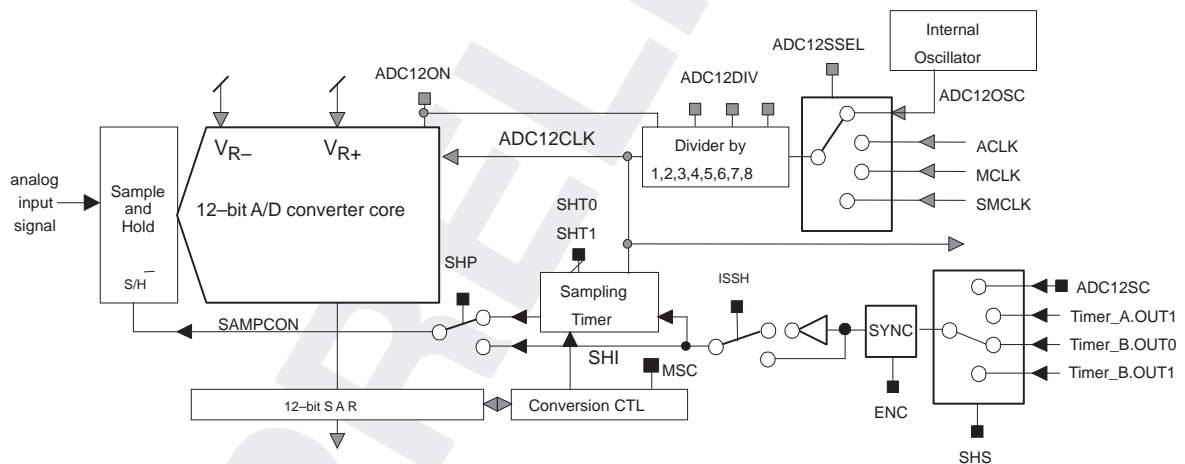 Internal
Oscillator
ADC12SSEL
ADC12ON
ADC12DIV
ADC12OSC
VR–
VR+
ADC12CLK
Divider by
1,2,3,4,5,6,7,8
ACLK
MCLK
SMCLK
analog
input
signal
Sample
and
Hold
S/H
12–bit A/D converter core
SHT0
SHT1
SHP
Sampling
Timer
ISSH
SAMPCON
SHI
SYNC
ADC12SC
Timer_A.OUT1
Timer_B.OUT0
Timer_B.OUT1
MSC
12–bit S A R
Conversion CTL
ENC
SHS